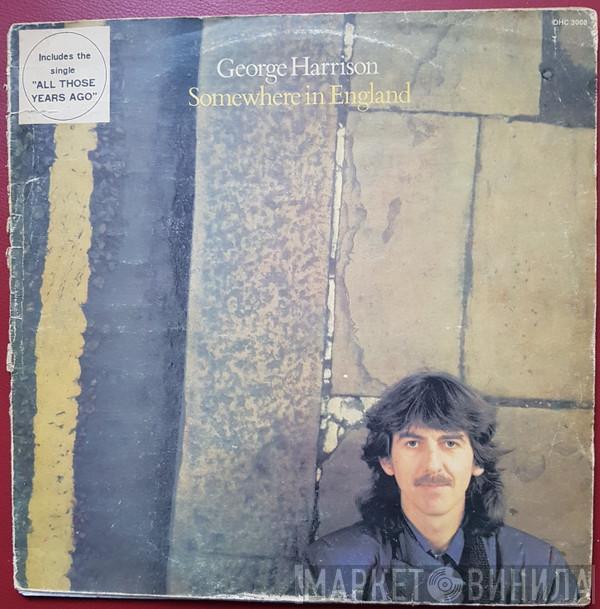 Includes the
single
"ALL THOSE
YEARS AGO"
DHC 3008
George Harrison
Somewhere in England
МАРКЕТ ВИНИЛА